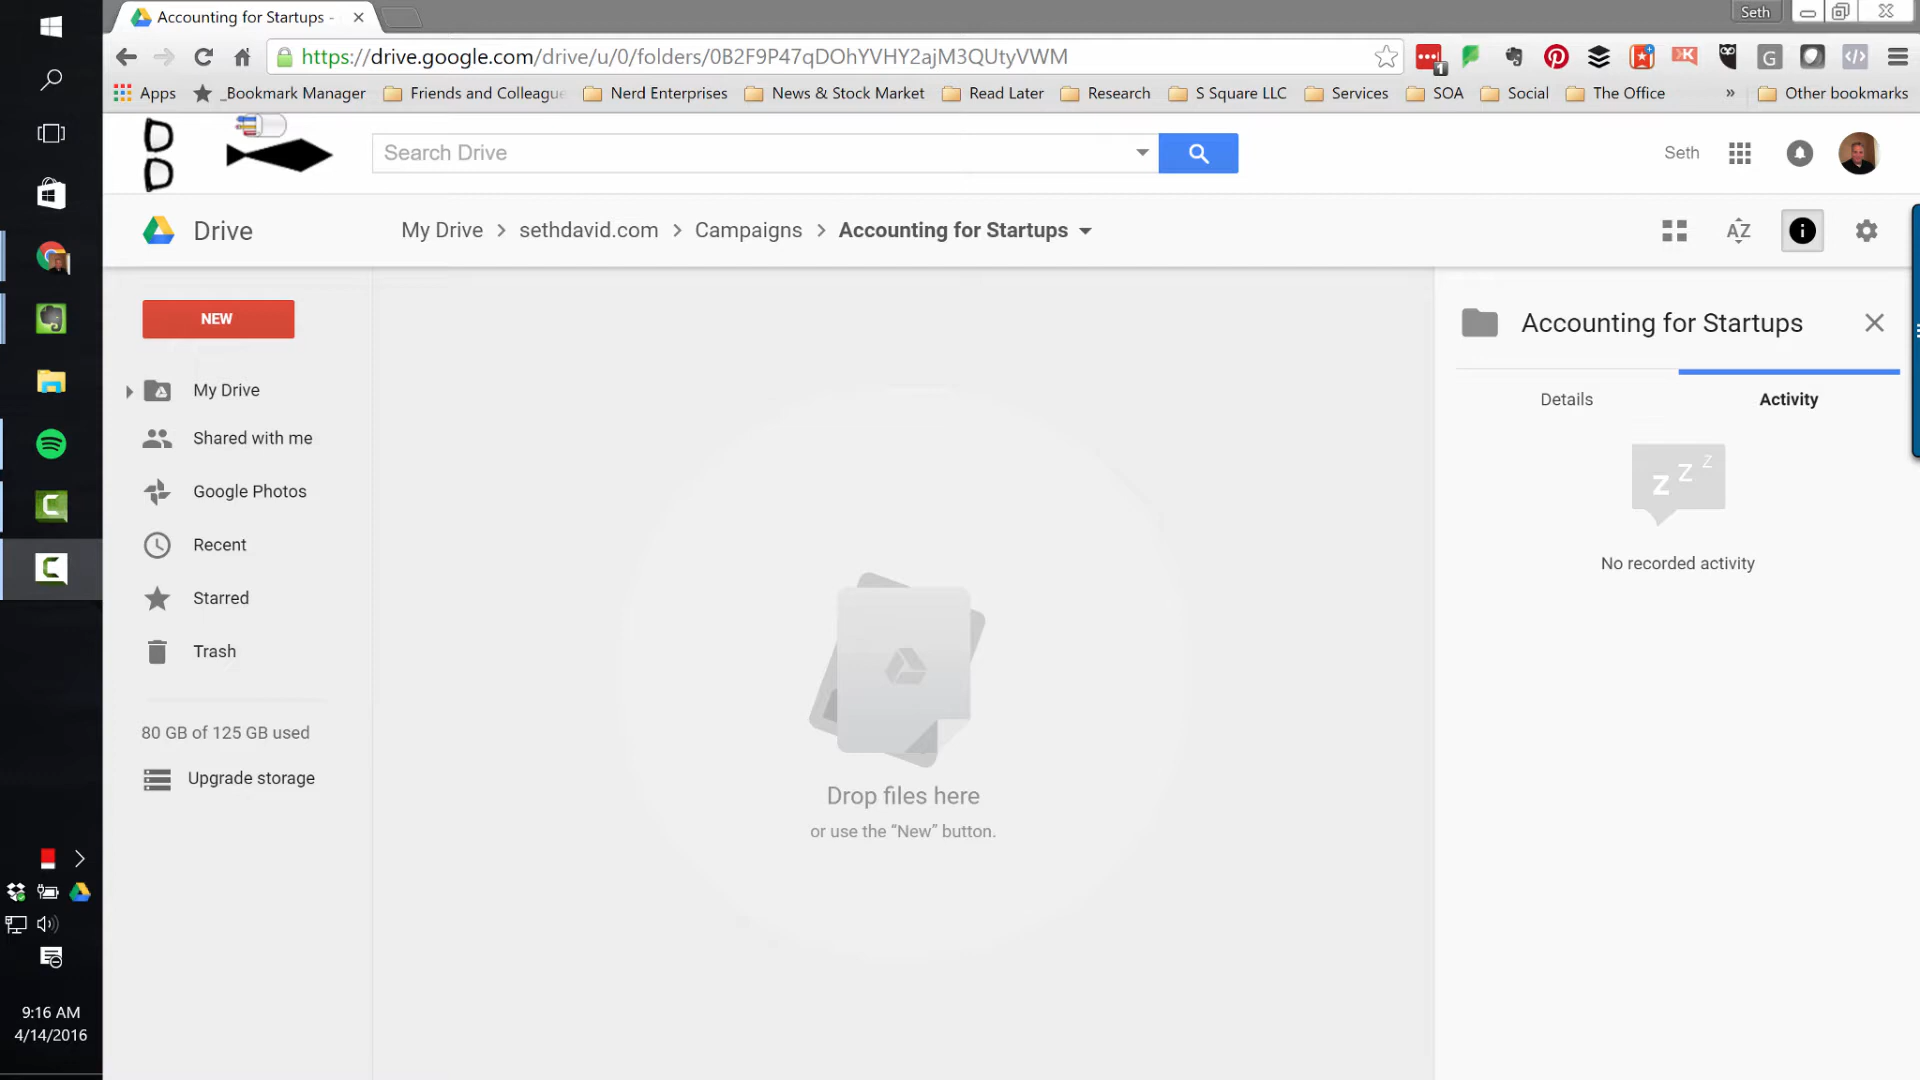 Accounting for Startups -
Seth
https://drive.google.com/drive/u/0/folders/0B2F9P47qDOhYVHY2ajM3QUtyVWM
1
Apps
_Bookmark Manager
Friends and Colleague
Nerd Enterprises
News & Stock Market
Read Later
Research
S Square LLC
Services
SOA
Social
The Office
»
Other bookmarks
Search Drive
Seth
Drive
My Drive > sethdavid.com > Campaigns > Accounting for Startups
AZ
NEW
My Drive
Shared with me
Google Photos
Recent
Starred
Trash
80 GB of 125 GB used
Upgrade storage
Drop files here
or use the “New” button.
Accounting for Startups
Details
Activity
z z z
No recorded activity
9:16 AM
4/14/2016